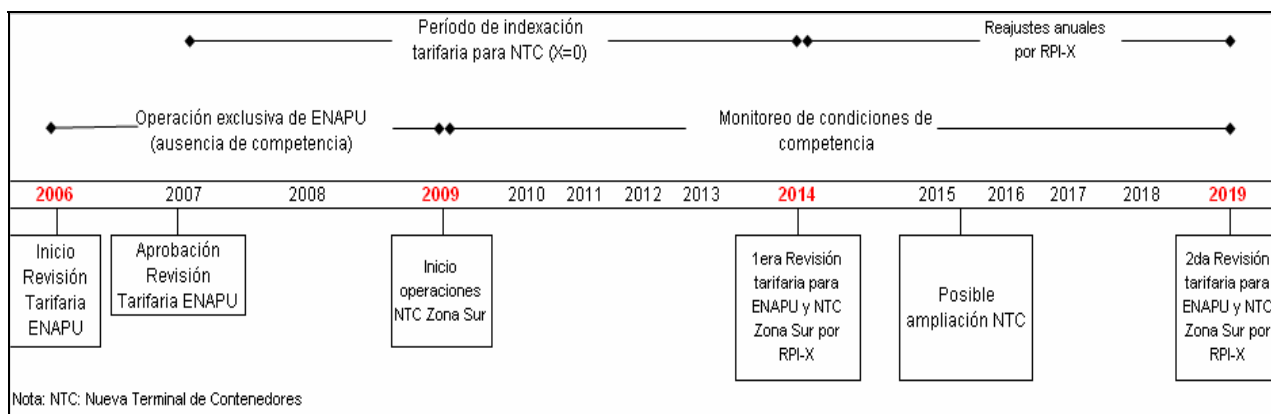 Período de indexación
tarifaria para NTC (X=0)
Reajustes anuales
por RPI-X
Operación exclusiva de ENAPU
(ausencia de competencia)
Monitoreo de condiciones de
competencia
2006 2007 2008 2009 2010 2011 2012 2013 2014 2015 2016 2017 2018 2019
Inicio
Revisión
Tarifaria
ENAPU
Aprobación
Revisión
Tarifaria ENAPU
Inicio
operaciones
NTC Zona Sur
1era Revisión
tarifaria para
ENAPU y NTC
Zona Sur por
RPI-X
Posible
ampliación NTC
2da Revisión
tarifaria para
ENAPU y NTC
Zona Sur por
RPI-X
Nota: NTC: Nueva Terminal de Contenedores